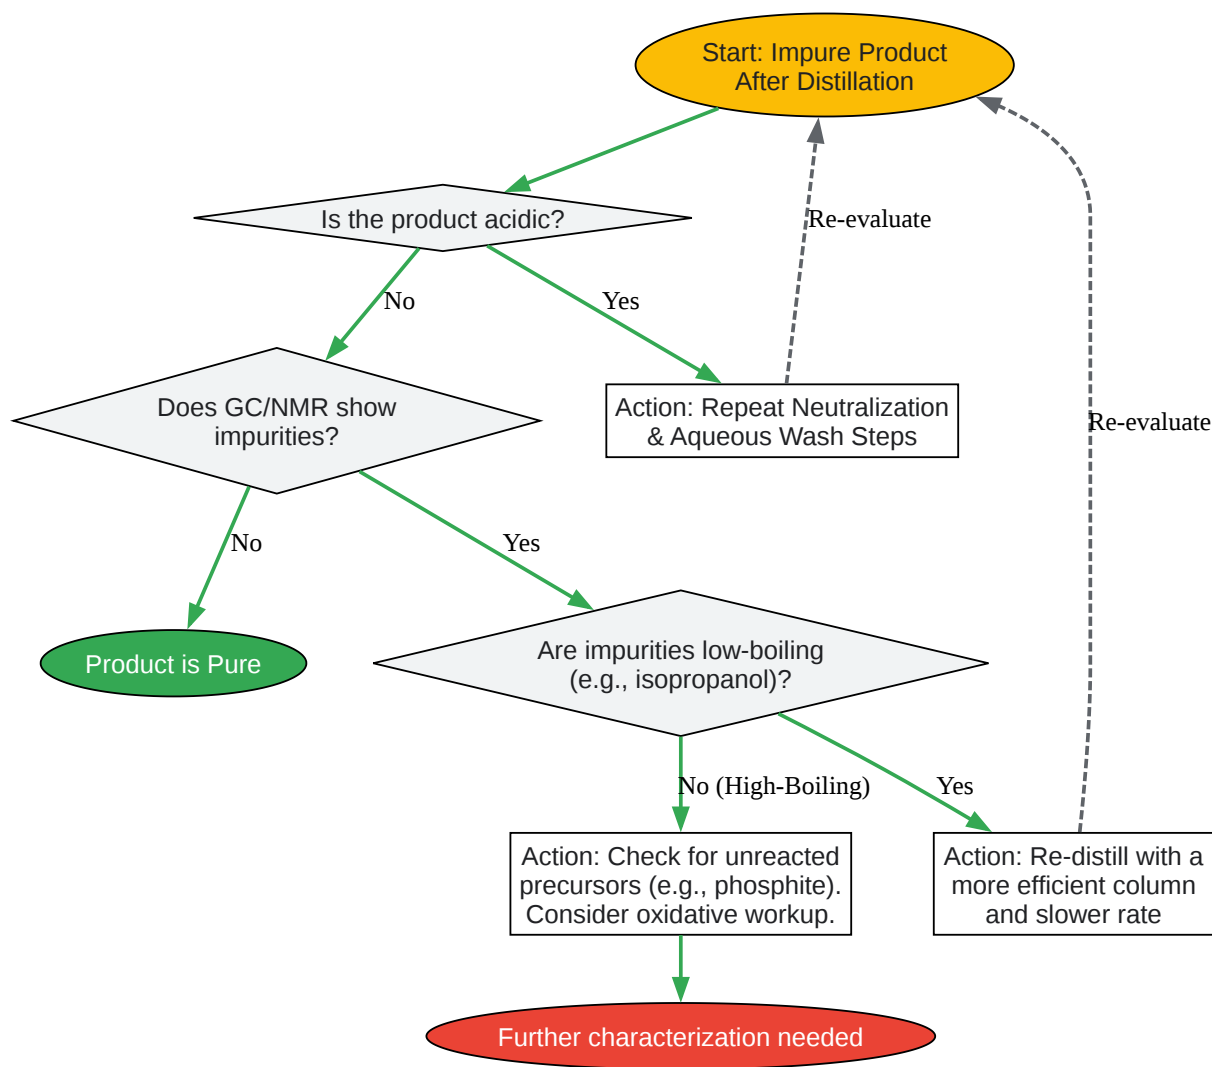 Start: Impure Product
After Distillation
Is the product acidic?
Re-evaluate
No
Yes
Does GC/NMR show
impurities?
Action: Repeat Neutralization
& Aqueous Wash Steps
Re-evaluate
No
Yes
Product is Pure
Are impurities low-boiling
(e.g., isopropanol)?
No (High-Boiling)
Yes
Action: Check for unreacted
precursors (e.g., phosphite).
Consider oxidative workup.
Action: Re-distill with a
more efficient column
and slower rate
Further characterization needed